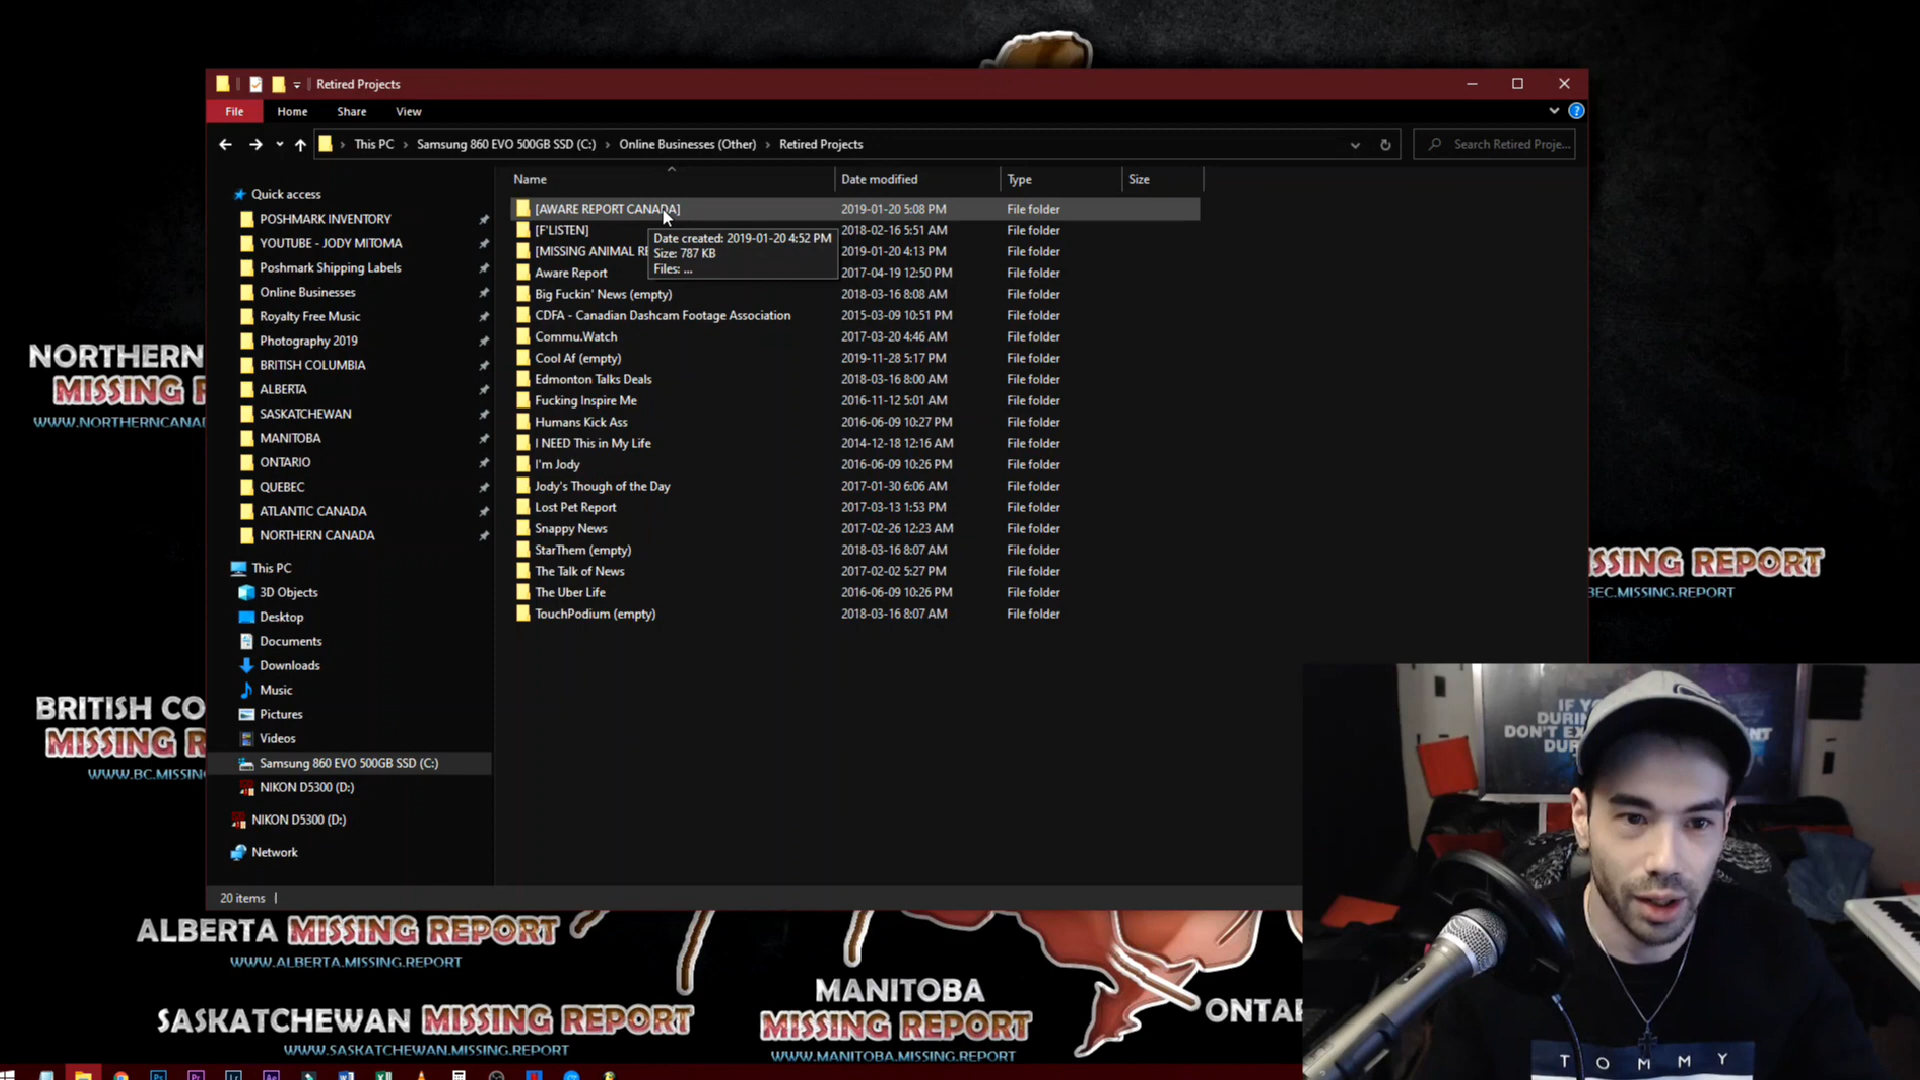 Retired Projects
File Home Share View
This PC > Samsung 860 EVO 500GB SSD (C:) > Online Businesses (Other) > Retired Projects
Search Retired Proje...
Name Date modified Type Size
Quick access
POSHMARK INVENTORY
YOUTUBE - JODY MITOMA
Poshmark Shipping Labels
Online Businesses
Royalty Free Music
Photography 2019
BRITISH COLUMBIA
ALBERTA
SASKATCHEWAN
MANITOBA
ONTARIO
QUEBEC
ATLANTIC CANADA
NORTHERN CANADA
This PC
3D Objects
Desktop
Documents
Downloads
Music
Pictures
Videos
Samsung 860 EVO 500GB SSD (C:)
NIKON D5300 (D:)
NIKON D5300 (D:)
Network
[AWARE REPORT CANADA] 2019-01-20 5:08 PM File folder
[F'LISTEN] 2018-02-16 5:51 AM File folder
[MISSING ANIMAL RE 2019-01-20 4:13 PM File folder
Date created: 2019-01-20 4:52 PM
Size: 787 KB
Files: ...
Aware Report 2017-04-19 12:50 PM File folder
Big Fuckin' News (empty) 2018-03-16 8:08 AM File folder
CDFA - Canadian Dashcam Footage Association 2015-03-09 10:51 PM File folder
Commu.Watch 2017-03-20 4:46 AM File folder
Cool Af (empty) 2019-11-28 5:17 PM File folder
Edmonton Talks Deals 2018-03-16 8:00 AM File folder
Fucking Inspire Me 2016-11-12 5:01 AM File folder
Humans Kick Ass 2016-06-09 10:27 PM File folder
I NEED This in My Life 2014-12-18 12:16 AM File folder
I'm Jody 2016-06-09 10:26 PM File folder
Jody's Though of the Day 2017-01-30 6:06 AM File folder
Lost Pet Report 2017-03-13 1:53 PM File folder
Snappy News 2017-02-26 12:23 AM File folder
StarThem (empty) 2018-03-16 8:07 AM File folder
The Talk of News 2017-02-02 5:27 PM File folder
The Uber Life 2016-06-09 10:26 PM File folder
TouchPodium (empty) 2018-03-16 8:07 AM File folder
20 items
NORTHERN
MISSING R
WWW.NORTHERNCANA
BRITISH CO
MISSING R
WWW.BC.MISSIN
SSING REPORT
BEC.MISSING.REPORT
ALBERTA MISSING REPORT
WWW.ALBERTA.MISSING.REPORT
SASKATCHEWAN MISSING REPORT
WWW.SASKATCHEWAN.MISSING.REPORT
MANITOBA
MISSING REPORT
WWW.MANITOBA.MISSING.REPORT
ONTA
IF Y
DURIN
DON'T EX
DU
NT
TOMMY